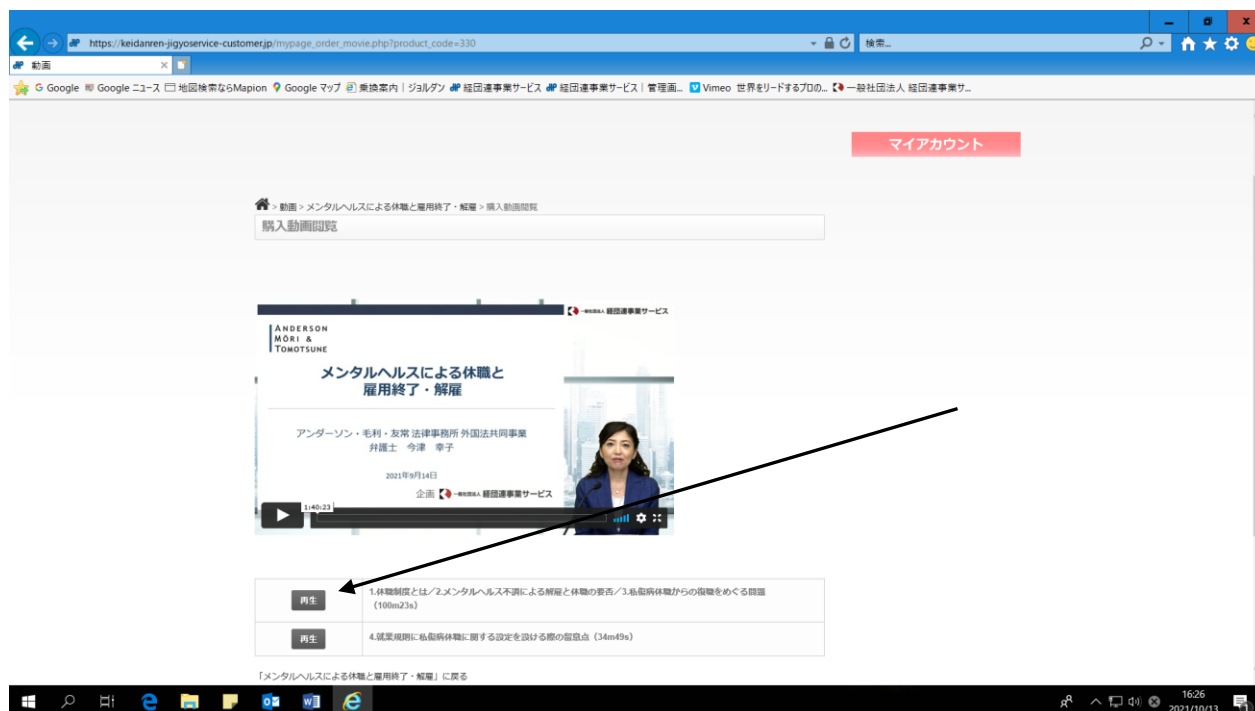 https://keidanren-jigyoservice-customer.jp/mypage_order_movie.php?product_code=330
検索...
動画
Google Google ニュース 地図検索ならMapion Google マップ 乗換案内 | ジョルダン 経団連事業サービス 経団連事業サービス | 管理画... Vimeo 世界をリードするプロの... 一般社団法人 経団連事業サ...
マイアカウント
> 動画 > メンタルヘルスによる休職と雇用終了・解雇 > 購入動画閲覧
購入動画閲覧
一般社団法人 経団連事業サービス
ANDERSON
MŌRI &
TOMOTSUNE
メンタルヘルスによる休職と
雇用終了・解雇
アンダーソン・毛利・友常 法律事務所 外国法共同事業
弁護士 今津 幸子
2021年9月14日
企画 一般社団法人 経団連事業サービス
1:40:23
再生
1.休職制度とは/2.メンタルヘルス不調による解雇と休職の要否/3.私傷病休職からの復職をめぐる問題
(100m23s)
再生
4.就業規則に私傷病休職に関する設定を設ける際の留意点 (34m49s)
「メンタルヘルスによる休職と雇用終了・解雇」に戻る
16:26
2021/10/13